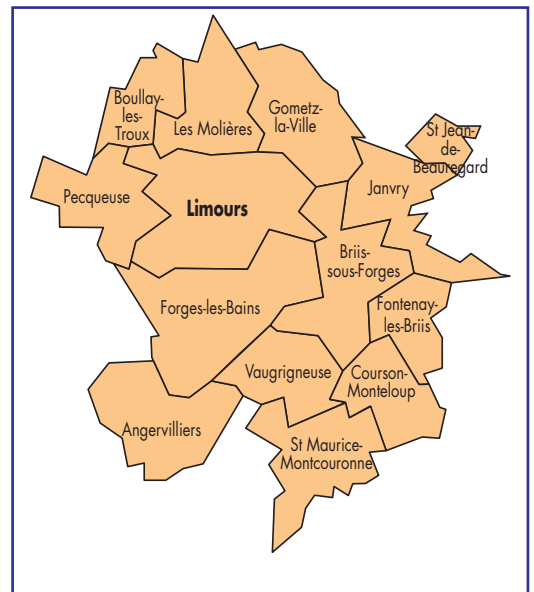 Boullay-
les-
Troux
Les Molières
Gometz-
la-Ville
St Jean-
de-
Beauregard
Pecqueuse
Limours
Janvry
Briis-
sous-Forges
Forges-les-Bains
Fontenay-
les-Briis
Vaugrigneuse
Courson-
Monteloup
Angervilliers
St Maurice-
Montcouronne